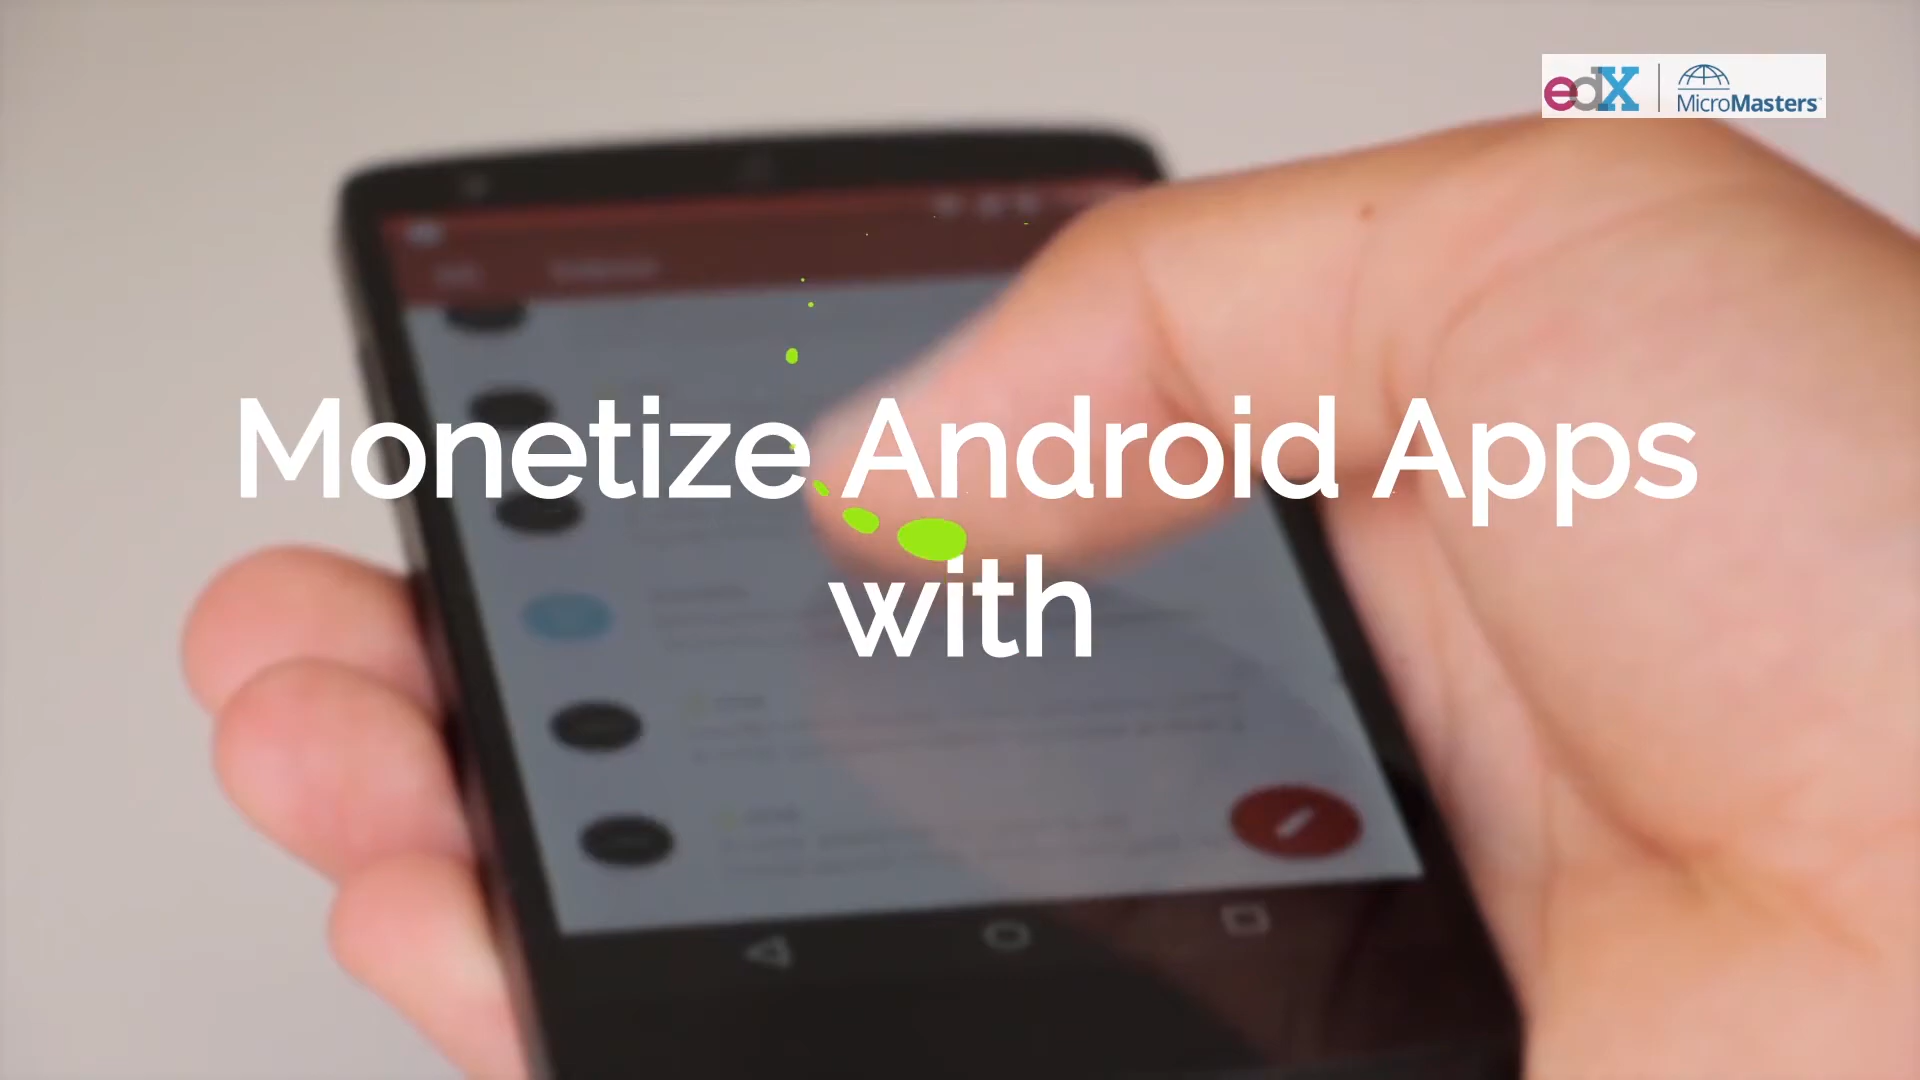 edX | MicroMasters
Monetize Android Apps
with